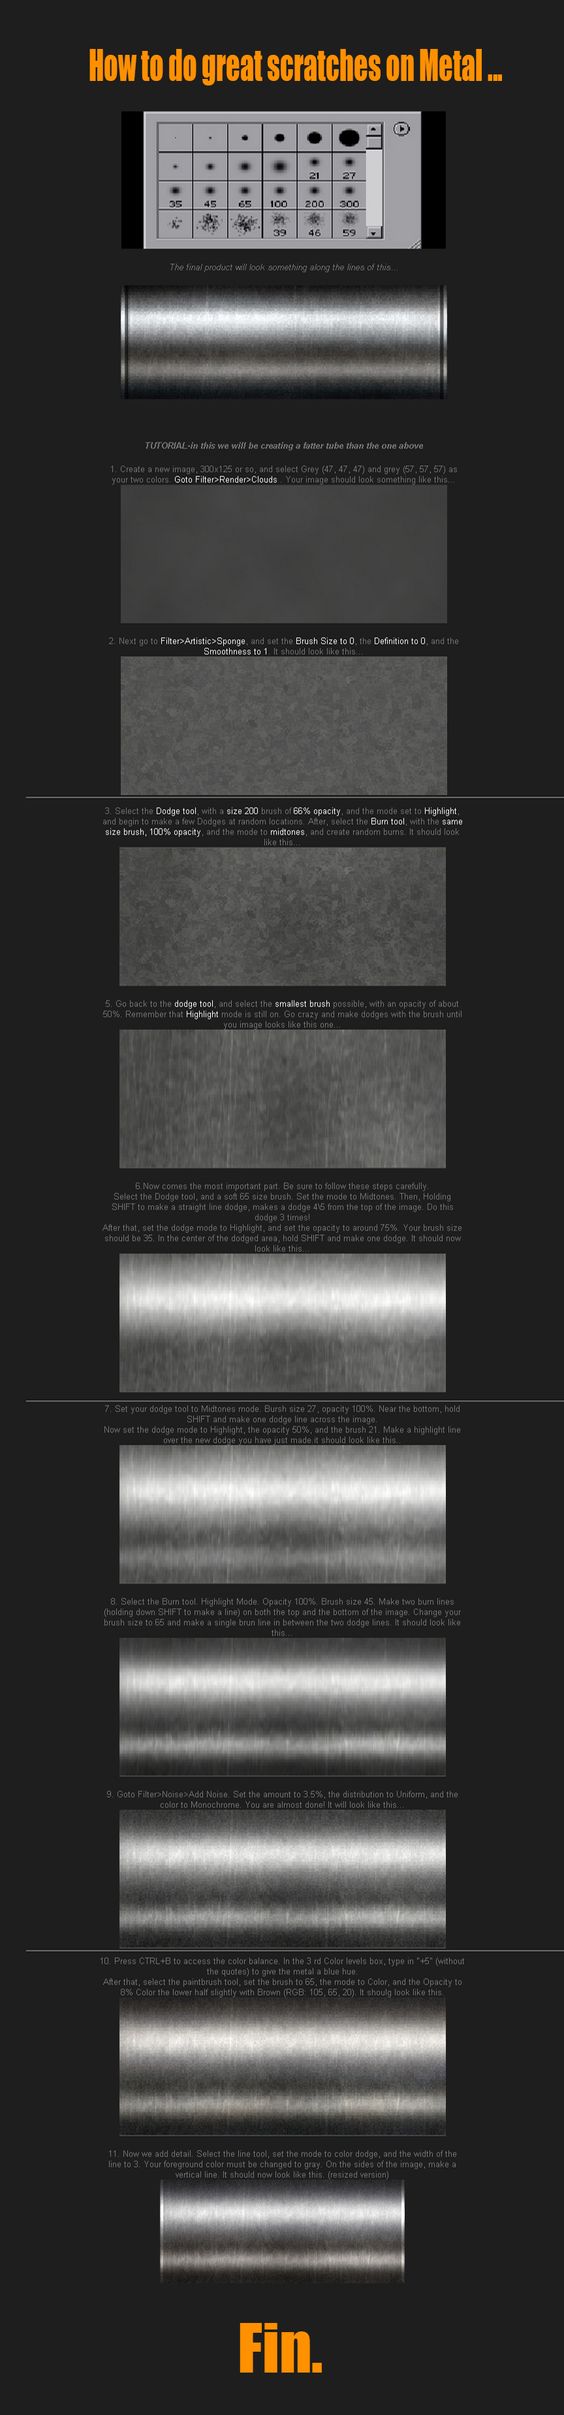 How to do great scratches on Metal ...
21 27
35 45 65 100 200 300
39 46 59
The final product will look something along the lines of this...
TUTORIAL-in this we will be creating a fatter tube than the one above
1. Create a new image, 300x125 or so, and select Grey (47, 47, 47) and grey (57, 57, 57) as
your two colors. Goto Filter>Render>Clouds . Your image should look something like this...
2. Next go to Filter>Artistic>Sponge, and set the Brush Size to 0, the Definition to 0, and the
Smoothness to 1. It should look like this...
3. Select the Dodge tool, with a size 200 brush of 66% opacity, and the mode set to Highlight,
and begin to make a few Dodges at random locations. After, select the Burn tool, with the same
size brush, 100% opacity, and the mode to midtones, and create random burns. It should look
like this...
5. Go back to the dodge tool, and select the smallest brush possible, with an opacity of about
50%. Remember that Highlight mode is still on. Go crazy and make dodges with the brush until
you image looks like this one...
6.Now comes the most important part. Be sure to follow these steps carefully.
Select the Dodge tool, and a soft 65 size brush. Set the mode to Midtones. Then, Holding
SHIFT to make a straight line dodge, makes a dodge 4\5 from the top of the image. Do this
dodge 3 times!
After that, set the dodge mode to Highlight, and set the opacity to around 75%. Your brush size
should be 35. In the center of the dodged area, hold SHIFT and make one dodge. It should now
look like this...
7. Set your dodge tool to Midtones mode. Bursh size 27, opacity 100%. Near the bottom, hold
SHIFT and make one dodge line across the image.
Now set the dodge mode to Highlight, the opacity 50%, and the brush 21. Make a highlight line
over the new dodge you have just made.it should look like this.
8. Select the Burn tool. Highlight Mode. Opacity 100%. Brush size 45. Make two burn lines
(holding down SHIFT to make a line) on both the top and the bottom of the image. Change your
brush size to 65 and make a single brun line in between the two dodge lines. It should look like
this...
9. Goto Filter>Noise>Add Noise. Set the amount to 3.5%, the distribution to Uniform, and the
color to Monochrome. You are almost done! It will look like this...
10. Press CTRL+B to access the color balance. In the 3 rd Color levels box, type in "+5" (without
the quotes) to give the metal a blue hue.
After that, select the paintbrush tool, set the brush to 65, the mode to Color, and the Opacity to
8% Color the lower half slightly with Brown (RGB: 105, 65, 20). It shoulg look like this.
11. Now we add detail. Select the line tool, set the mode to color dodge, and the width of the
line to 3. Your foreground color must be changed to gray. On the sides of the image, make a
vertical line. It should now look like this. (resized version)
Fin.